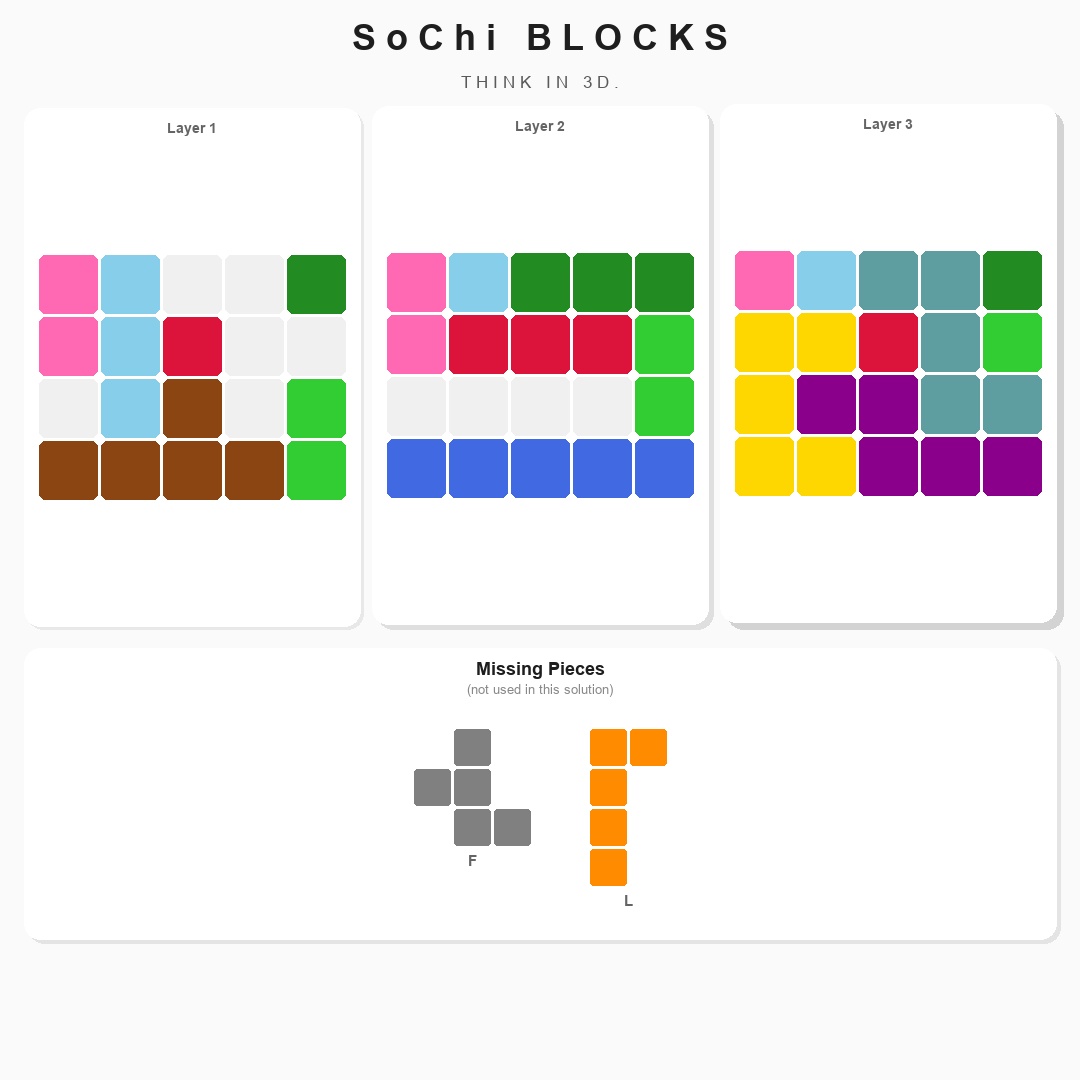 SoChi BLOCKS
THINK IN 3D.
Layer 1
Layer 2
Layer 3
Missing Pieces
(not used in this solution)
F
L